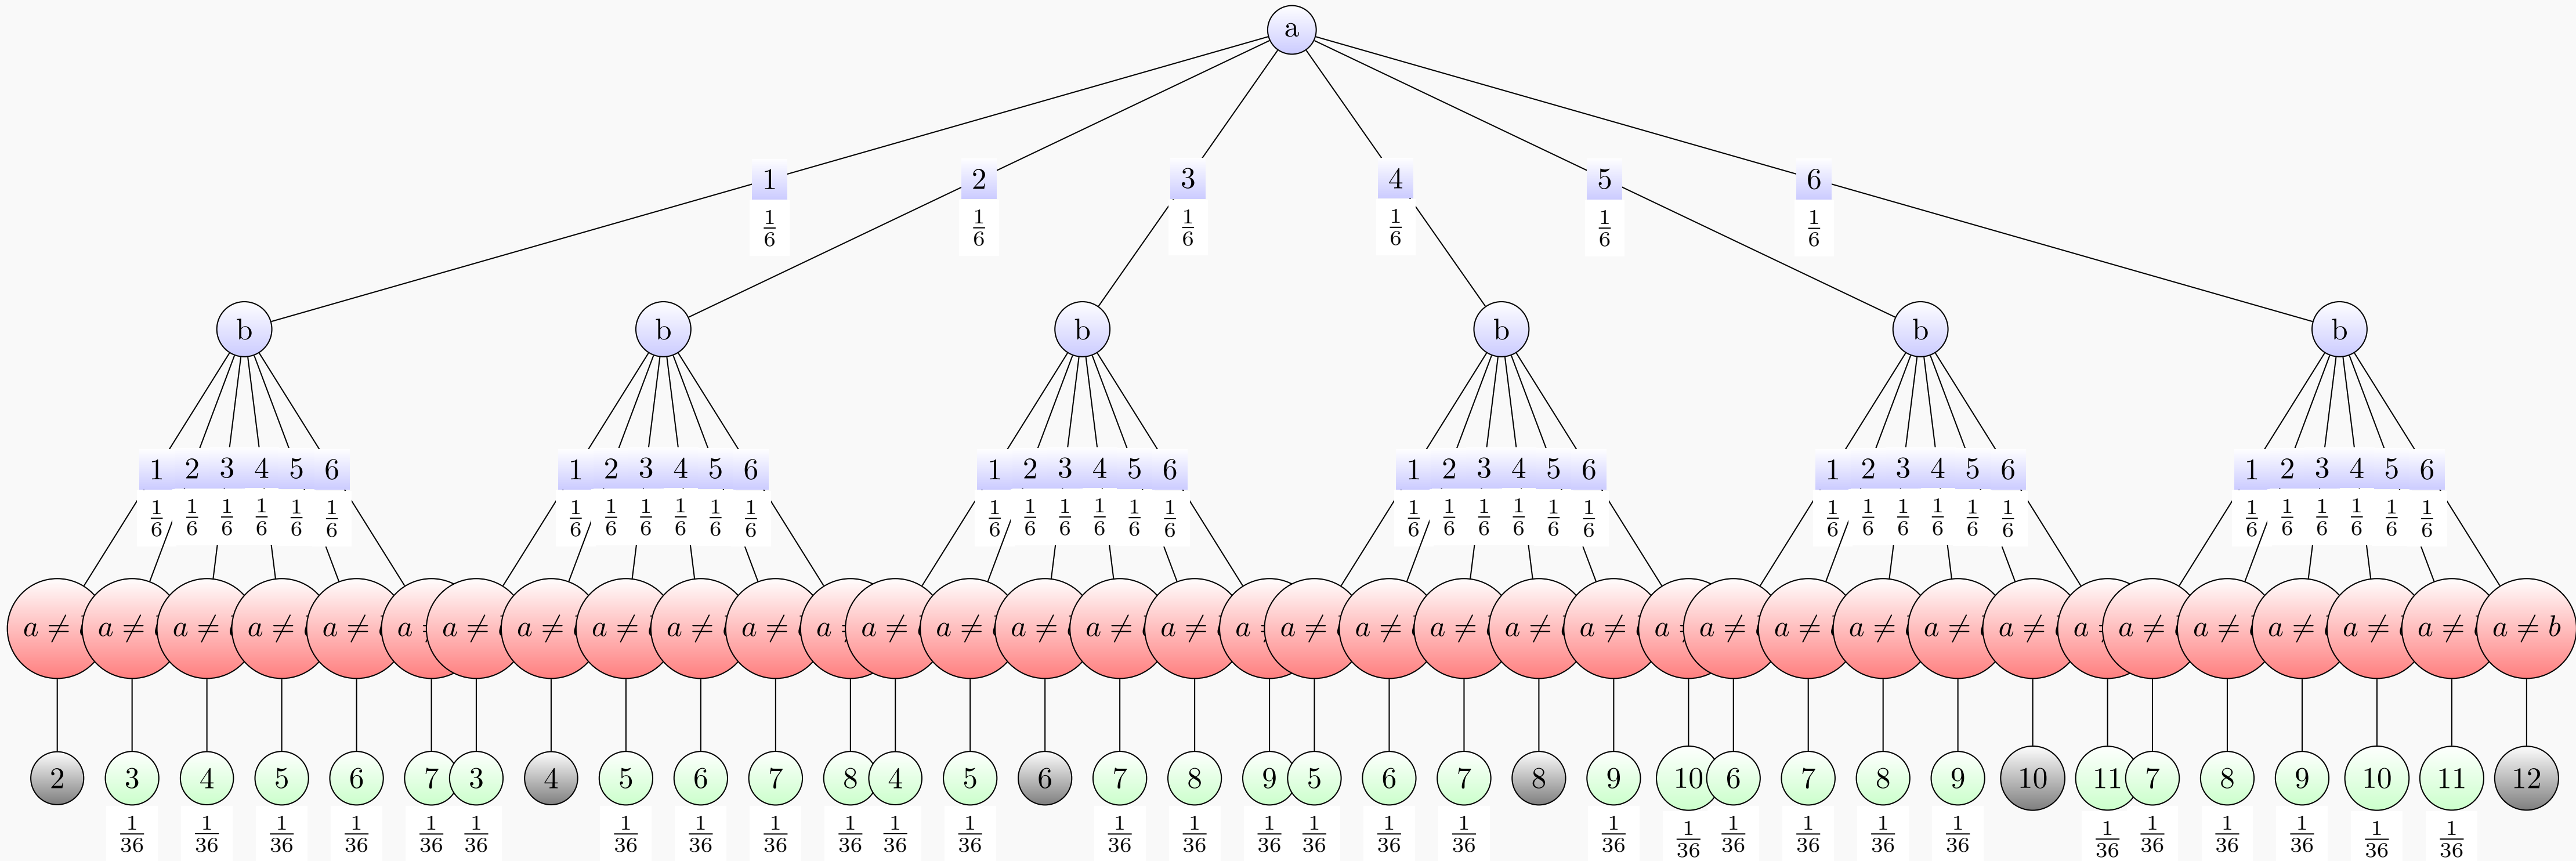 a
1 2 3 4 5 6
1/6 1/6 1/6 1/6 1/6 1/6
b b b b b b
1 2 3 4 5 6 1 2 3 4 5 6 1 2 3 4 5 6 1 2 3 4 5 6 1 2 3 4 5 6 1 2 3 4 5 6
1/6 1/6 1/6 1/6 1/6 1/6 1/6 1/6 1/6 1/6 1/6 1/6 1/6 1/6 1/6 1/6 1/6 1/6 1/6 1/6 1/6 1/6 1/6 1/6 1/6 1/6 1/6 1/6 1/6 1/6 1/6 1/6 1/6 1/6 1/6 1/6
a ≠ a ≠ a ≠ a ≠ a ≠ a a ≠ a ≠ a ≠ a ≠ a ≠ a a ≠ a ≠ a ≠ a ≠ a ≠ a a ≠ a ≠ a ≠ a ≠ a ≠ a a ≠ a ≠ a ≠ a ≠ a ≠ a a ≠ a ≠ a ≠ a ≠ a ≠ a ≠ b
2 3 4 5 6 7 3 4 5 6 7 8 4 5 6 7 8 9 5 6 7 8 9 10 6 7 8 9 10 11 7 8 9 10 11 12
1/36 1/36 1/36 1/36 1/36 1/36 1/36 1/36 1/36 1/36 1/36 1/36 1/36 1/36 1/36 1/36 1/36 1/36 1/36 1/36 1/36 1/36 1/36 1/36 1/36 1/36 1/36 1/36 1/36 1/36